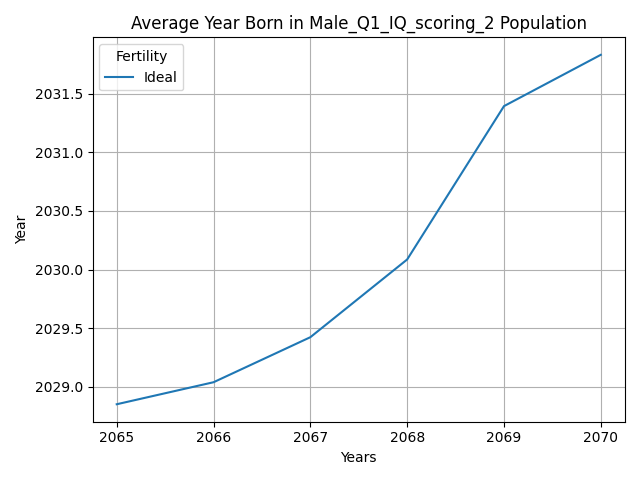 Average Year Born in Male_Q1_IQ_scoring_2 Population
Fertility
Ideal
2031.5
2031.0
2030.5
2030.0
2029.5
2029.0
Year
2065 2066 2067 2068 2069 2070
Years